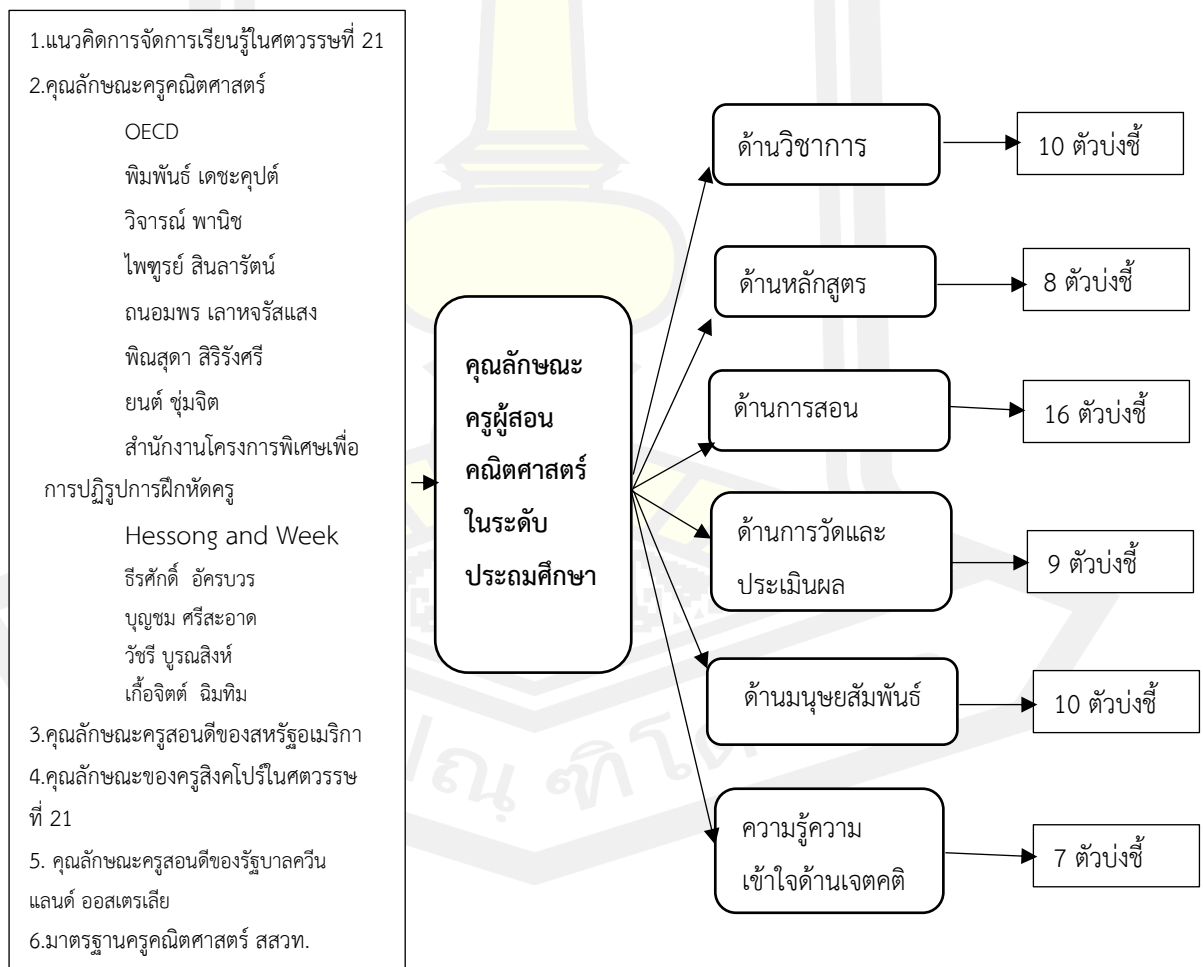 1.แนวคิดการจัดการเรียนรู้ในศตวรรษที่ 21
2.คุณลักษณะครูคณิตศาสตร์
OECD
พิมพันธ์ เดชะคุปต์
วิจารณ์ พานิช
ไพฑูรย์ สินลารัตน์
ถนอมพร เลาหจรัสแสง
พิณสุดา สิริรังศรี
ยนต์ ชุ่มจิต
สำนักงานโครงการพิเศษเพื่อ
การปฏิรูปการฝึกหัดครู
Hessong and Week
ธีรศักดิ์ อัครบวร
บุญชม ศรีสะอาด
วัชรี บูรณสิงห์
เกื้อจิตต์ ฉิมทิม
3.คุณลักษณะครูสอนดีของสหรัฐอเมริกา
4.คุณลักษณะของครูสิงคโปร์ในศตวรรษ
ที่ 21
5. คุณลักษณะครูสอนดีของรัฐบาลควีน
แลนด์ ออสเตรเลีย
6.มาตรฐานครูคณิตศาสตร์ สสวท.
คุณลักษณะ
ครูผู้สอน
คณิตศาสตร์
ในระดับ
ประถมศึกษา
ด้านวิชาการ
10 ตัวบ่งชี้
ด้านหลักสูตร
8 ตัวบ่งชี้
ด้านการสอน
16 ตัวบ่งชี้
ด้านการวัดและ
ประเมินผล
9 ตัวบ่งชี้
ด้านมนุษยสัมพันธ์
10 ตัวบ่งชี้
ความรู้ความ
เข้าใจด้านเจตคติ
7 ตัวบ่งชี้